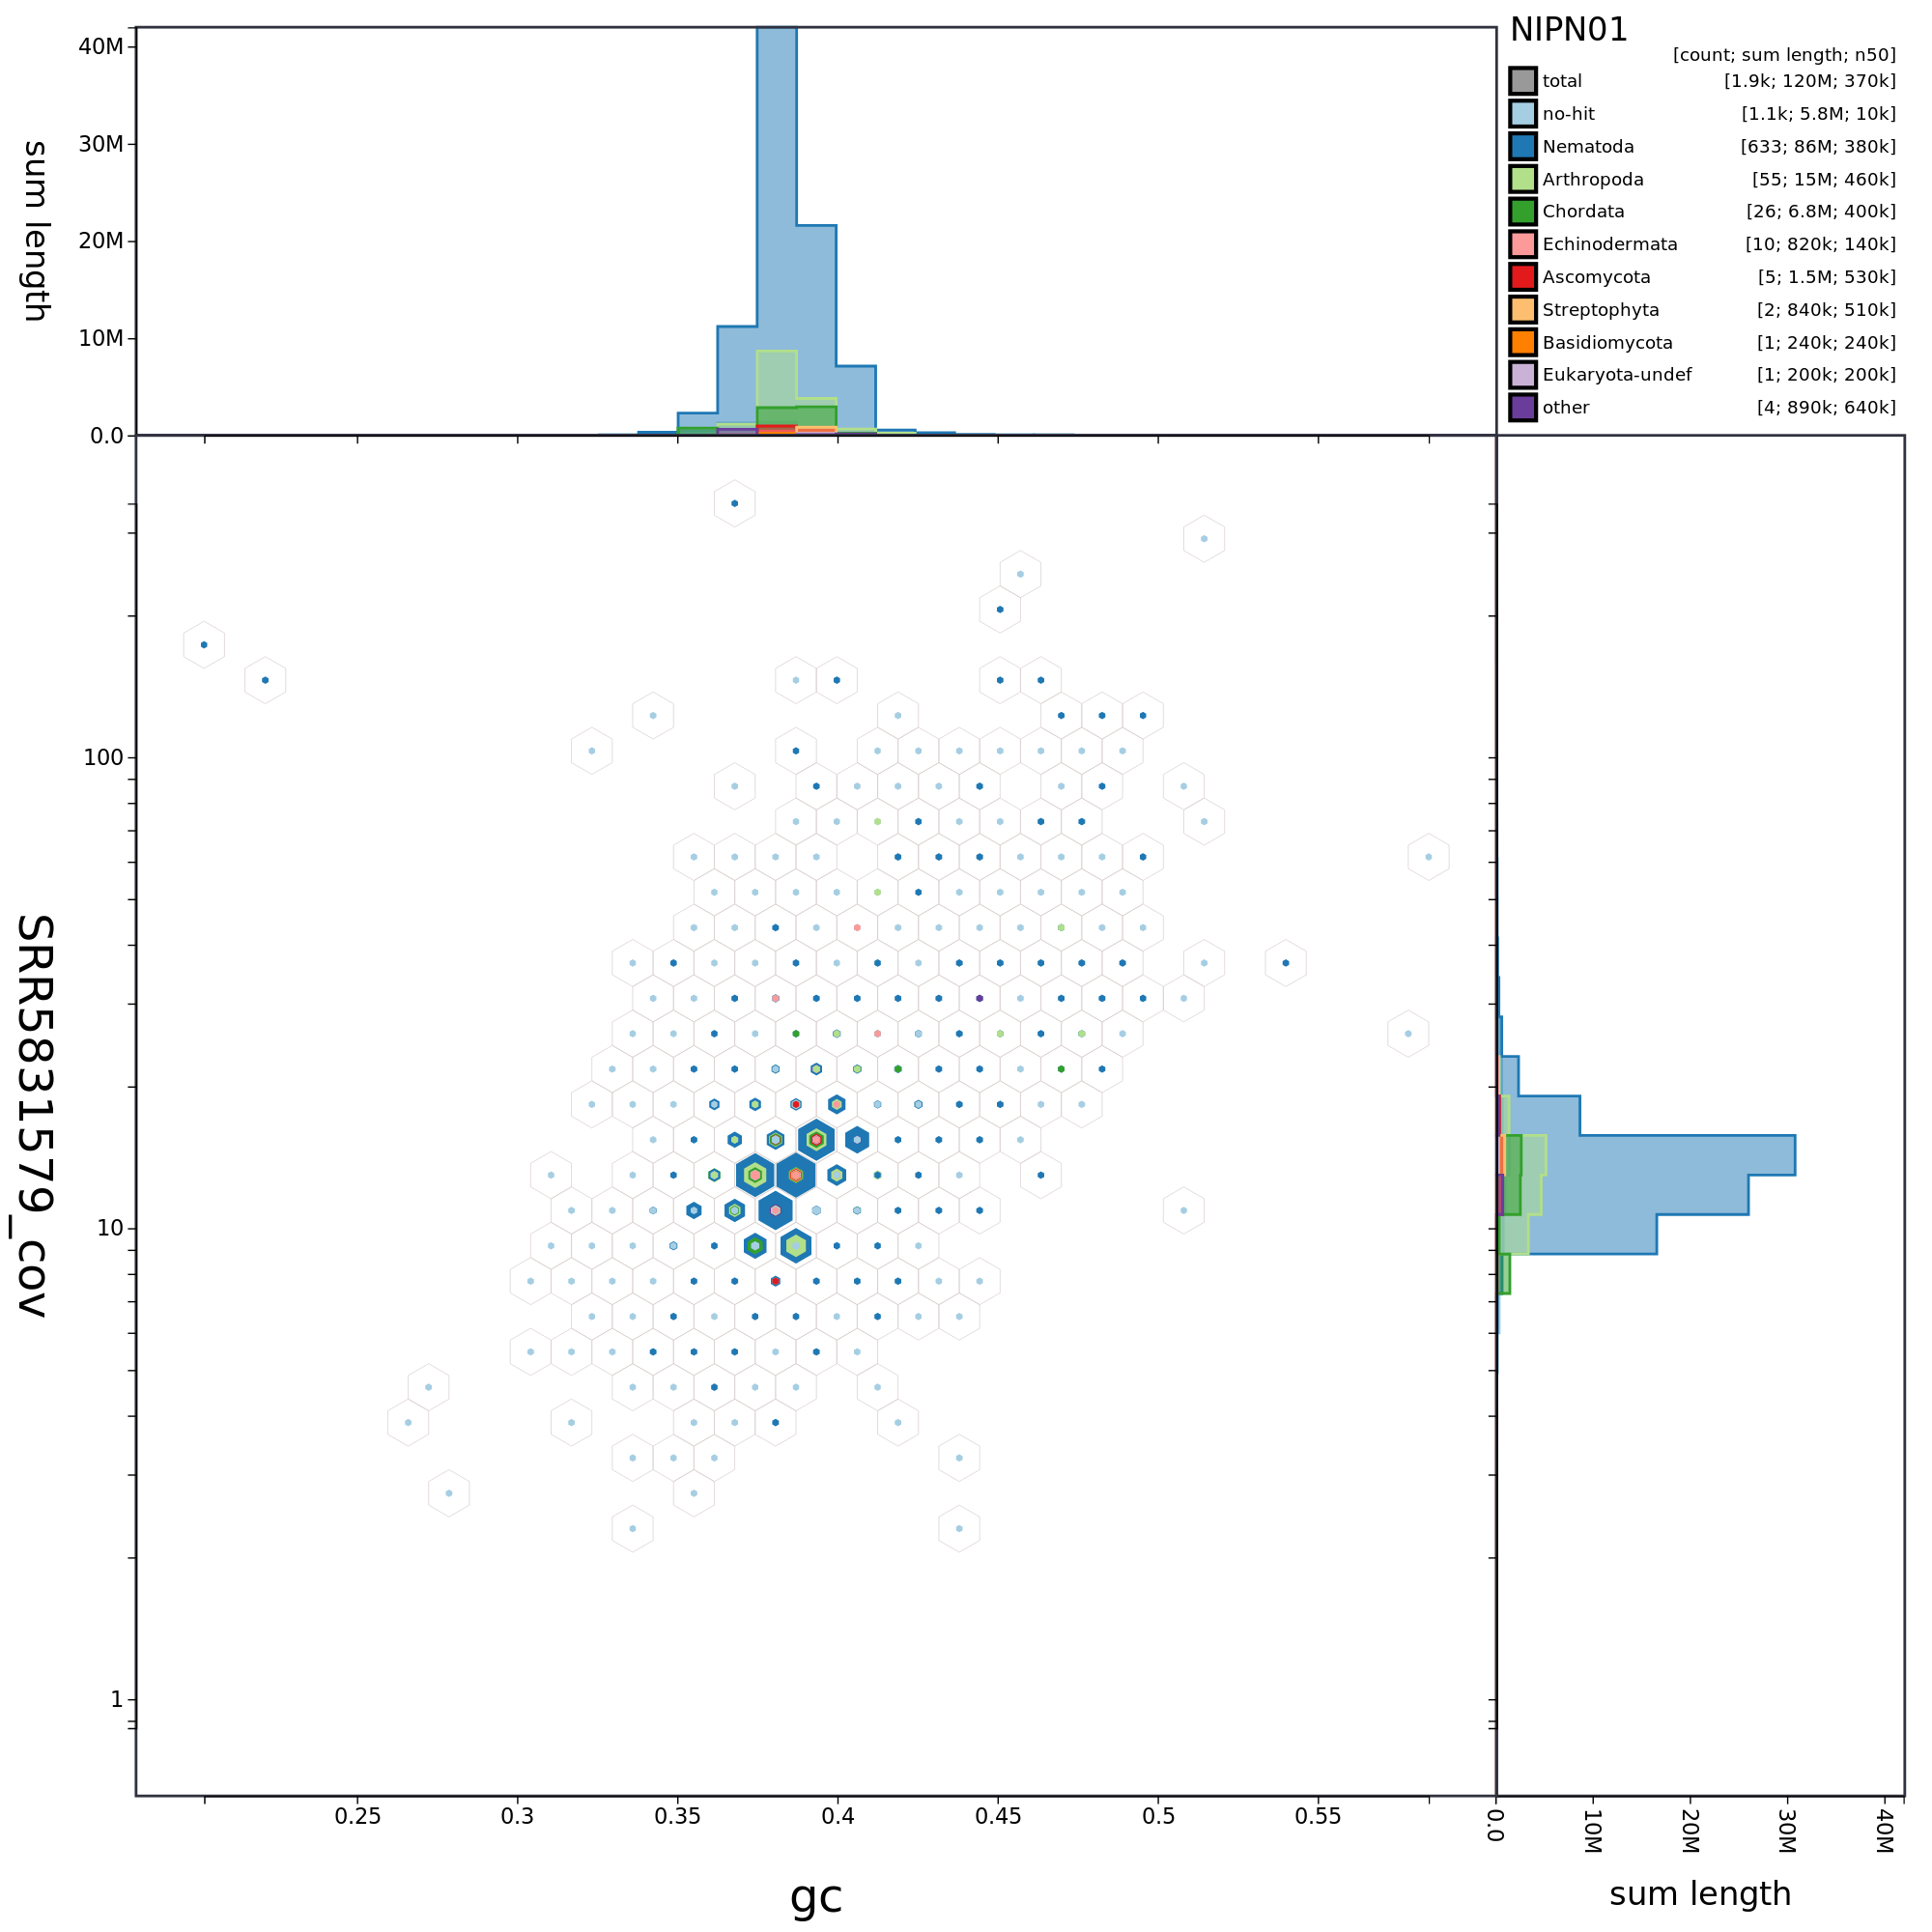 NIPN01
[count; sum length; n50]
total [1.9k; 120M; 370k]
no-hit [1.1k; 5.8M; 10k]
Nematoda [633; 86M; 380k]
Arthropoda [55; 15M; 460k]
Chordata [26; 6.8M; 400k]
Echinodermata [10; 820k; 140k]
Ascomycota [5; 1.5M; 530k]
Streptophyta [2; 840k; 510k]
Basidiomycota [1; 240k; 240k]
Eukaryota-undef [1; 200k; 200k]
other [4; 890k; 640k]
sum length
40M
30M
20M
10M
0.0
SRR5831579_cov
100
10
1
0.25 0.3 0.35 0.4 0.45 0.5 0.55
gc
0.0 10M 20M 30M 40M
sum length